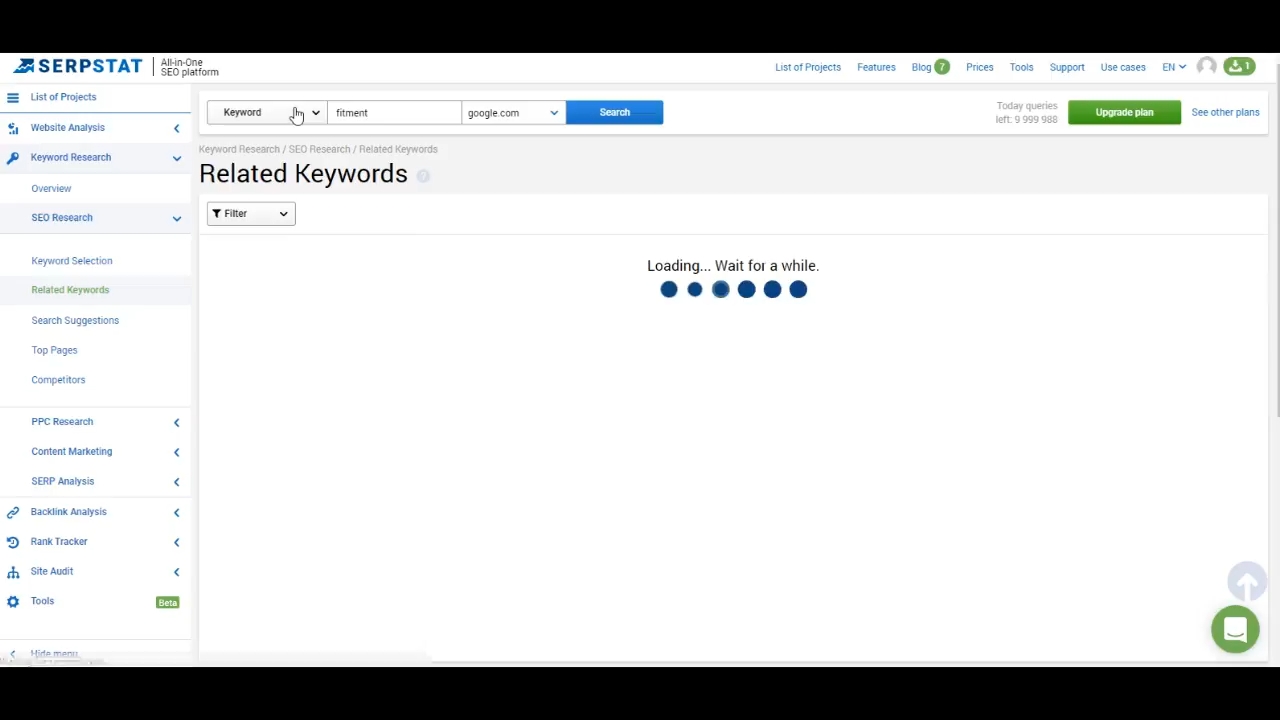 SERPSTAT
All-in-One
SEO platform
List of Projects
Features
Blog 7
Prices
Tools
Support
Use cases
EN
1
List of Projects
Website Analysis
Keyword Research
Overview
SEO Research
Keyword Selection
Related Keywords
Search Suggestions
Top Pages
Competitors
PPC Research
Content Marketing
SERP Analysis
Backlink Analysis
Rank Tracker
Site Audit
Tools
Beta
Hide menu
Keyword
fitment
google.com
Search
Today queries
left: 9 999 988
Upgrade plan
See other plans
Keyword Research / SEO Research / Related Keywords
Related Keywords ?
Filter
Loading... Wait for a while.